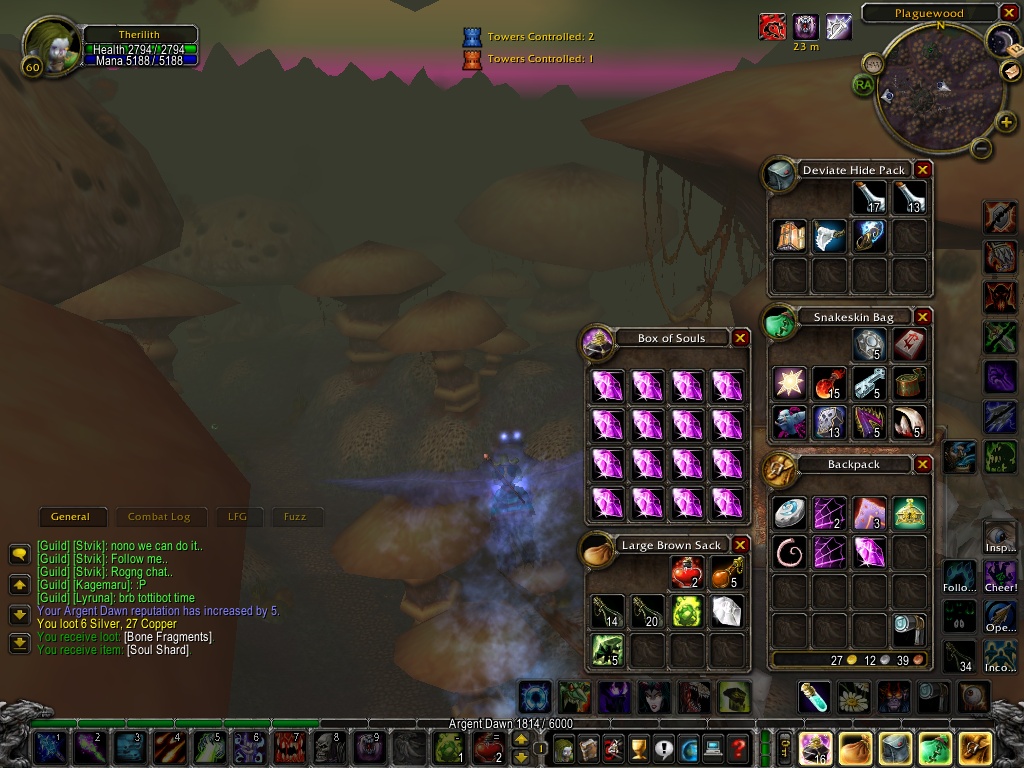 Therilith
Health 2794 / 2794
Mana 5188 / 5188
60
Towers Controlled: 2
Towers Controlled: 1
23 m
Plaguewood
N
RA
Deviate Hide Pack
17 13
Snakeskin Bag
5
15 5
13 5 5
Box of Souls
Backpack
2 3
Large Brown Sack
2 5
14 20
5
27 12 39
Insp...
Follo... Cheer!
Ope...
34 Inco...
General Combat Log LFG Fuzz
[Guild] [Stvik]: nono we can do it..
[Guild] [Stvik]: Follow me..
[Guild] [Stvik]: Rogng chat..
[Guild] [Kagemaru]: :P
[Guild] [Lyruna]: brb tottibot time
Your Argent Dawn reputation has increased by 5.
You loot 6 Silver, 27 Copper
You receive loot: [Bone Fragments].
You receive item: [Soul Shard].
Argent Dawn 1814 / 6000
1 2 3 4 5 6 7 8 9 - =
1 2 1 16